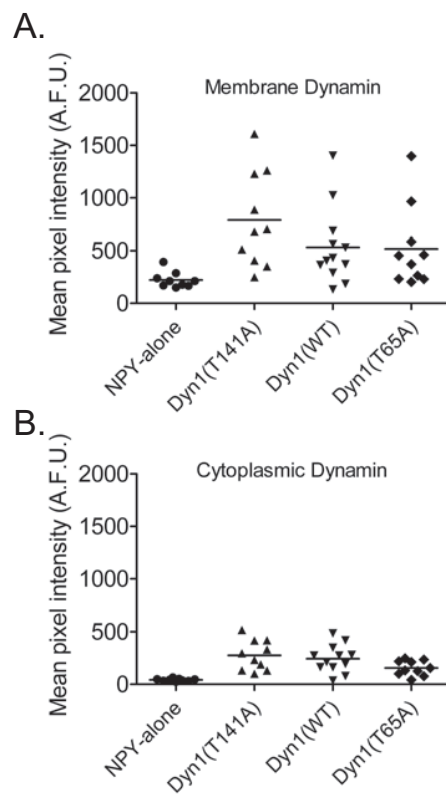 A.
Membrane Dynamin
Mean pixel intensity (A.F.U.)
2000
1500
1000
500
0
NPY-alone
Dyn1(T141A)
Dyn1(WT)
Dyn1(T65A)
B.
Cytoplasmic Dynamin
Mean pixel intensity (A.F.U.)
2000
1500
1000
500
0
NPY-alone
Dyn1(T141A)
Dyn1(WT)
Dyn1(T65A)